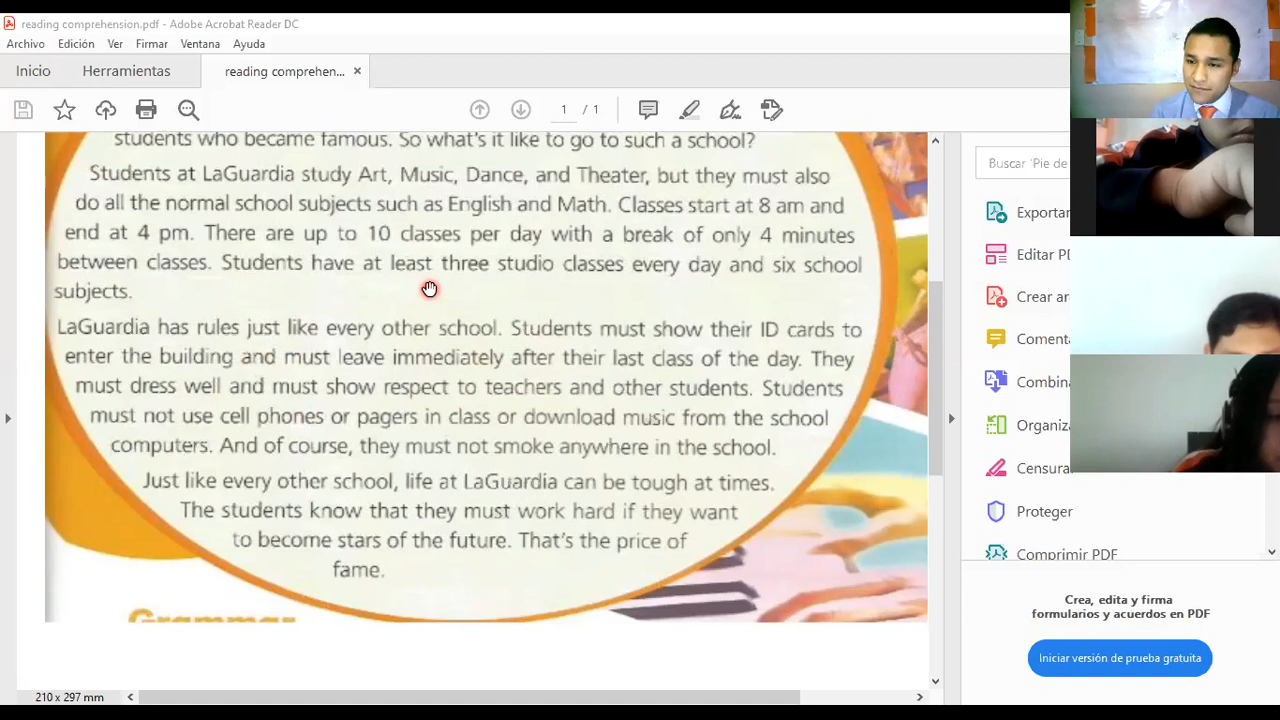 reading comprehension.pdf - Adobe Acrobat Reader DC
Archivo Edición Ver Firmar Ventana Ayuda
Inicio Herramientas reading comprehen... ×
1 / 1
students who became famous. So what's it like to go to such a school?
Students at LaGuardia study Art, Music, Dance, and Theater, but they must also
do all the normal school subjects such as English and Math. Classes start at 8 am and
end at 4 pm. There are up to 10 classes per day with a break of only 4 minutes
between classes. Students have at least three studio classes every day and six school
subjects.
LaGuardia has rules just like every other school. Students must show their ID cards to
enter the building and must leave immediately after their last class of the day. They
must dress well and must show respect to teachers and other students. Students
must not use cell phones or pagers in class or download music from the school
computers. And of course, they must not smoke anywhere in the school.
Just like every other school, life at LaGuardia can be tough at times.
The students know that they must work hard if they want
to become stars of the future. That's the price of
fame.
Grammar
210 x 297 mm
Buscar 'Pie de
Exportar
Editar PD
Crear ar
Comenta
Combina
Organiza
Censura
Proteger
Comprimir PDF
Crea, edita y firma
formularios y acuerdos en PDF
Iniciar versión de prueba gratuita